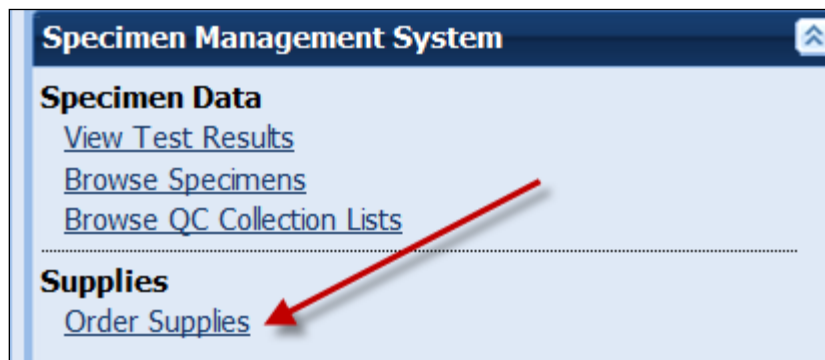 Specimen Management System
Specimen Data
View Test Results
Browse Specimens
Browse QC Collection Lists
Supplies
Order Supplies